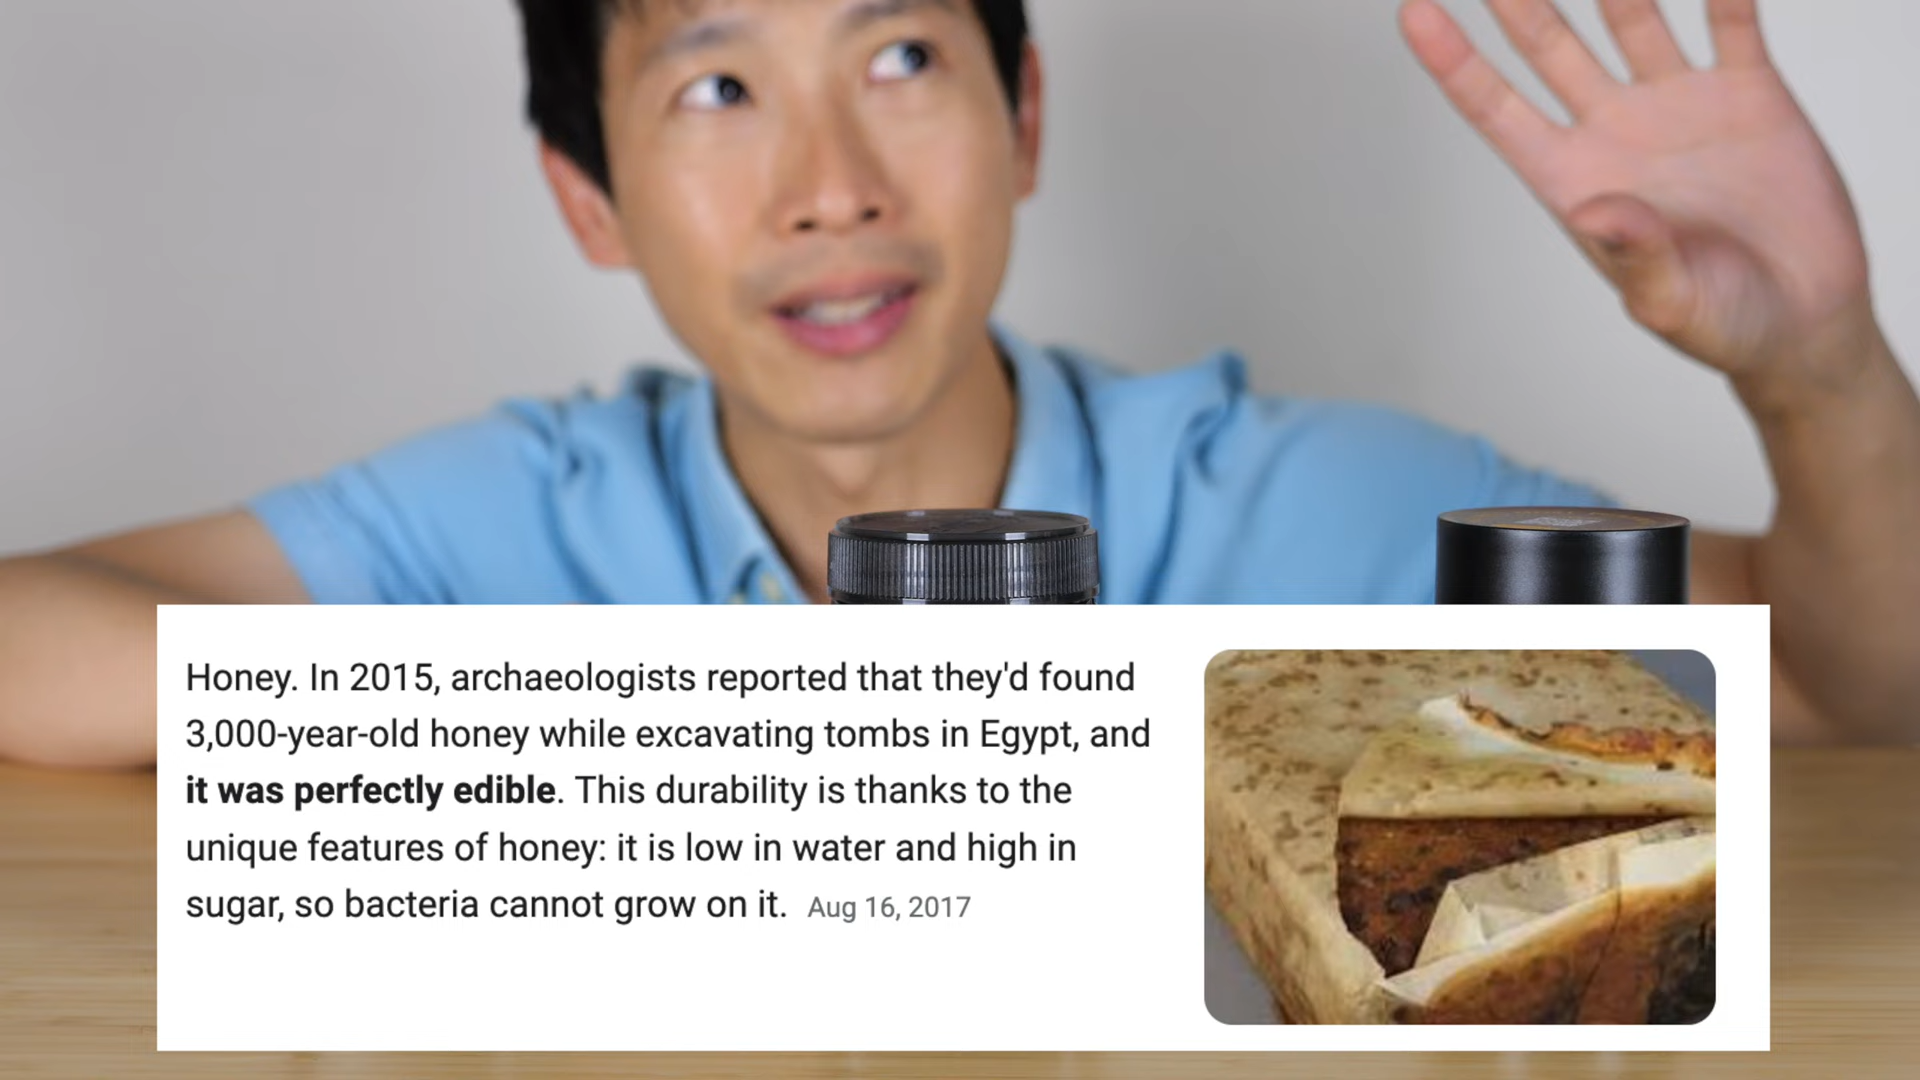 Honey. In 2015, archaeologists reported that they'd found
3,000-year-old honey while excavating tombs in Egypt, and
it was perfectly edible. This durability is thanks to the
unique features of honey: it is low in water and high in
sugar, so bacteria cannot grow on it. Aug 16, 2017